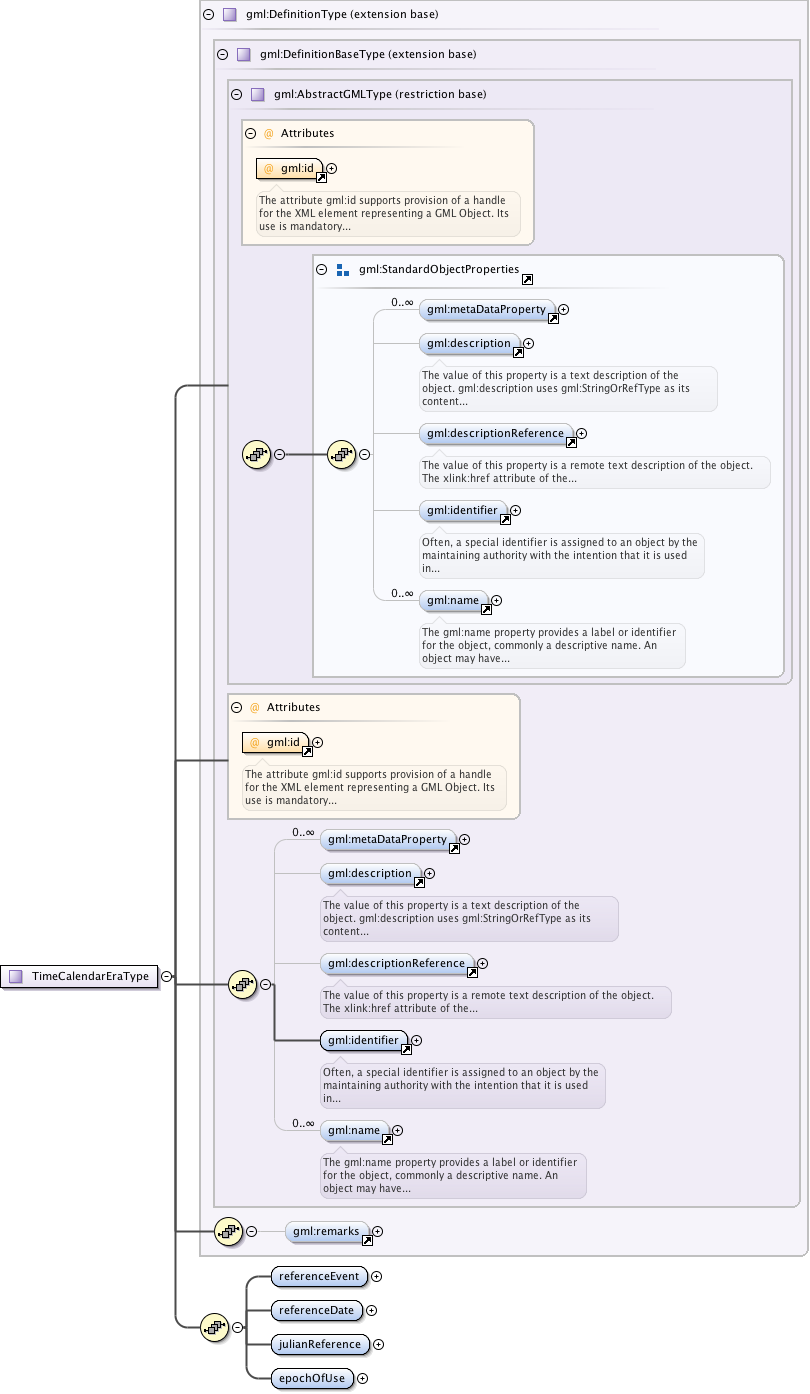 gml:DefinitionType (extension base)
gml:DefinitionBaseType (extension base)
gml:AbstractGMLType (restriction base)
@ Attributes
@ gml:id
The attribute gml:id supports provision of a handle
for the XML element representing a GML Object. Its
use is mandatory...
gml:StandardObjectProperties
0..∞
gml:metaDataProperty
gml:description
The value of this property is a text description of the
object. gml:description uses gml:StringOrRefType as its
content...
gml:descriptionReference
The value of this property is a remote text description of the object.
The xlink:href attribute of the...
gml:identifier
Often, a special identifier is assigned to an object by the
maintaining authority with the intention that it is used
in...
0..∞
gml:name
The gml:name property provides a label or identifier
for the object, commonly a descriptive name. An
object may have...
@ Attributes
@ gml:id
The attribute gml:id supports provision of a handle
for the XML element representing a GML Object. Its
use is mandatory...
0..∞
gml:metaDataProperty
gml:description
The value of this property is a text description of the
object. gml:description uses gml:StringOrRefType as its
content...
gml:descriptionReference
The value of this property is a remote text description of the object.
The xlink:href attribute of the...
TimeCalendarEraType
gml:identifier
Often, a special identifier is assigned to an object by the
maintaining authority with the intention that it is used
in...
0..∞
gml:name
The gml:name property provides a label or identifier
for the object, commonly a descriptive name. An
object may have...
gml:remarks
referenceEvent
referenceDate
julianReference
epochOfUse